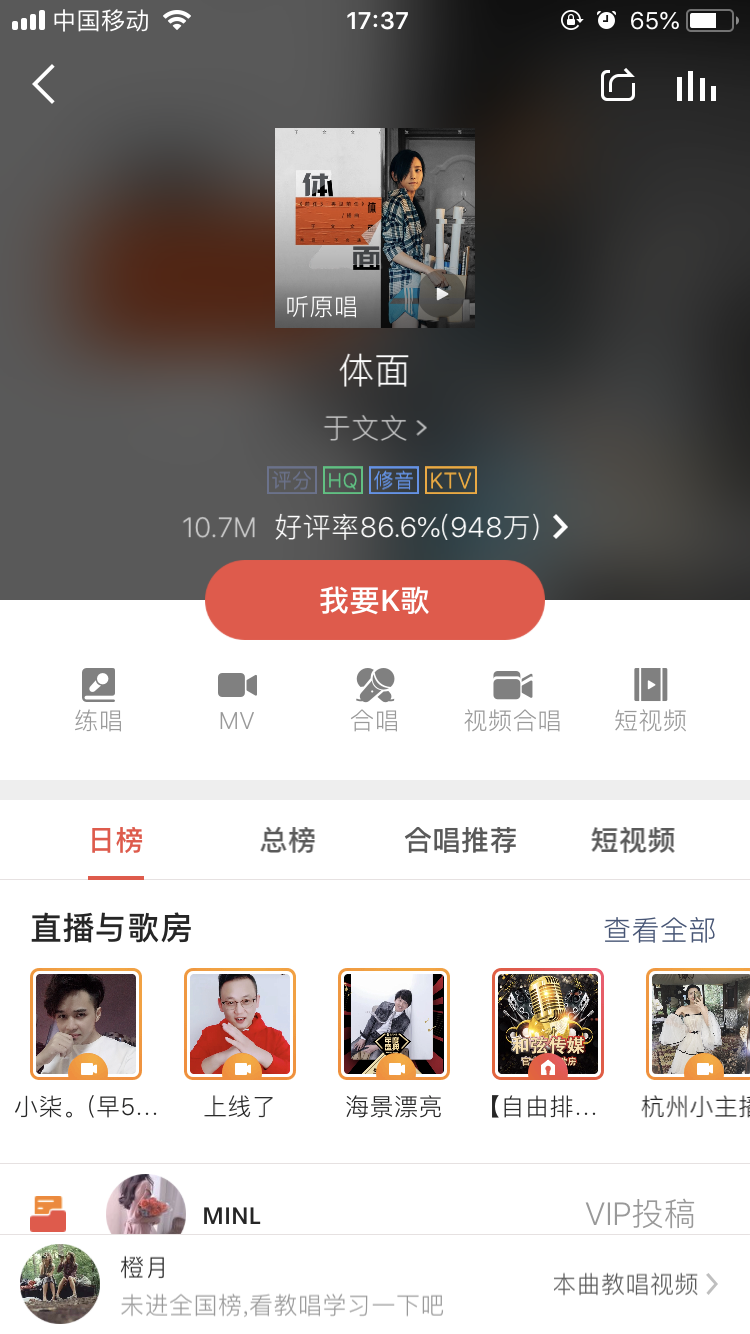 中国移动
17:37
65%
体
面
听原唱
体面
于文文
评分 HQ 修音 KTV
10.7M 好评率86.6%(948万)
我要K歌
练唱 MV 合唱 视频合唱 短视频
日榜 总榜 合唱推荐 短视频
直播与歌房 查看全部
和弦传媒
小柒。(早5... 上线了 海景漂亮 【自由排... 杭州小主播
MINL VIP投稿
橙月
未进全国榜,看教唱学习一下吧
本曲教唱视频